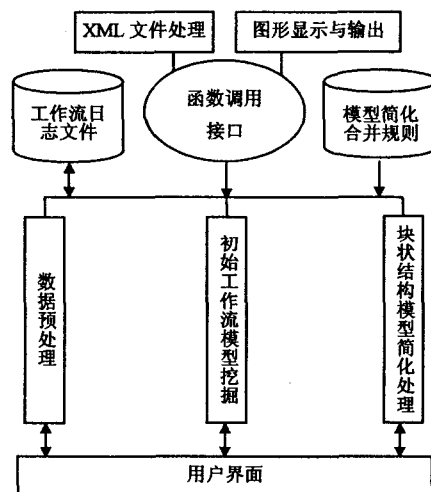 XML 文件处理
图形显示与输出
工作流日
志文件
函数调用
接口
模型简化
合并规则
数据预处理
初始工作流模型挖掘
块状结构模型简化处理
用户界面